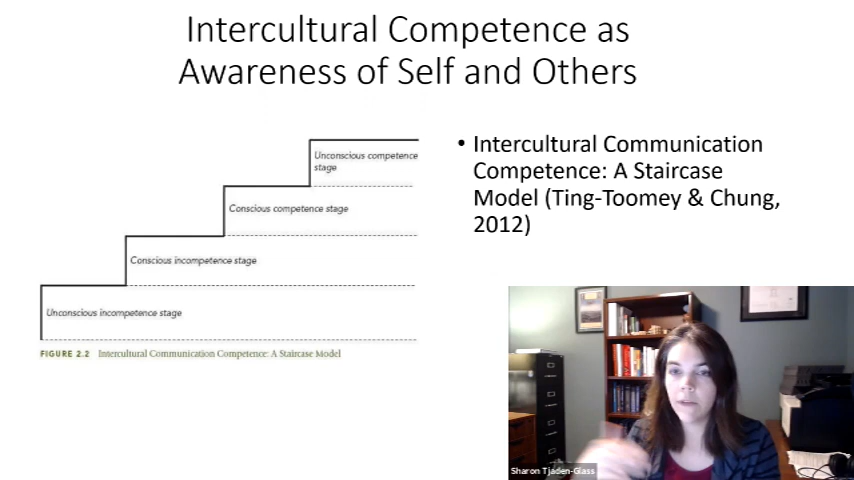 Intercultural Competence as
Awareness of Self and Others
Unconscious competence
stage
Conscious competence stage
Conscious incompetence stage
Unconscious incompetence stage
FIGURE 2.2 Intercultural Communication Competence: A Staircase Model
• Intercultural Communication
Competence: A Staircase
Model (Ting-Toomey & Chung,
2012)
Sharon Tjaden-Glass